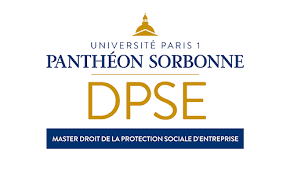 UNIVERSITÉ PARIS 1
PANTHÉON SORBONNE
DPSE
MASTER DROIT DE LA PROTECTION SOCIALE D'ENTREPRISE